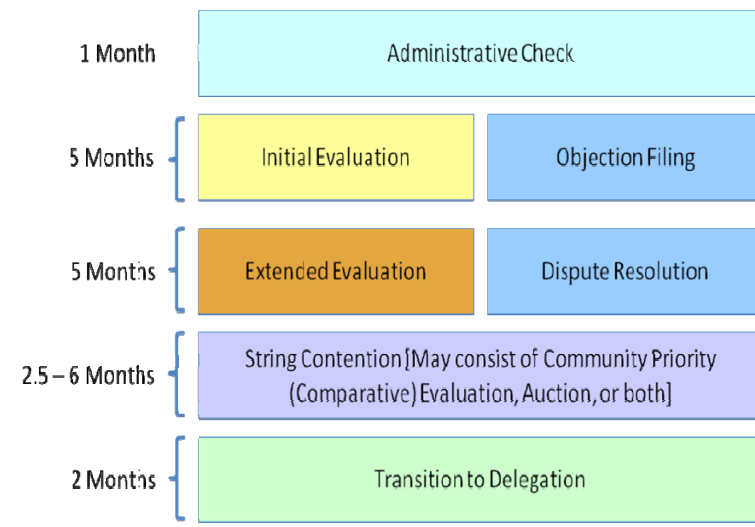 1 Month
Administrative Check
5 Months
Initial Evaluation
Objection Filing
5 Months
Extended Evaluation
Dispute Resolution
2.5 – 6 Months
String Contention [May consist of Community Priority
(Comparative) Evaluation, Auction, or both]
2 Months
Transition to Delegation